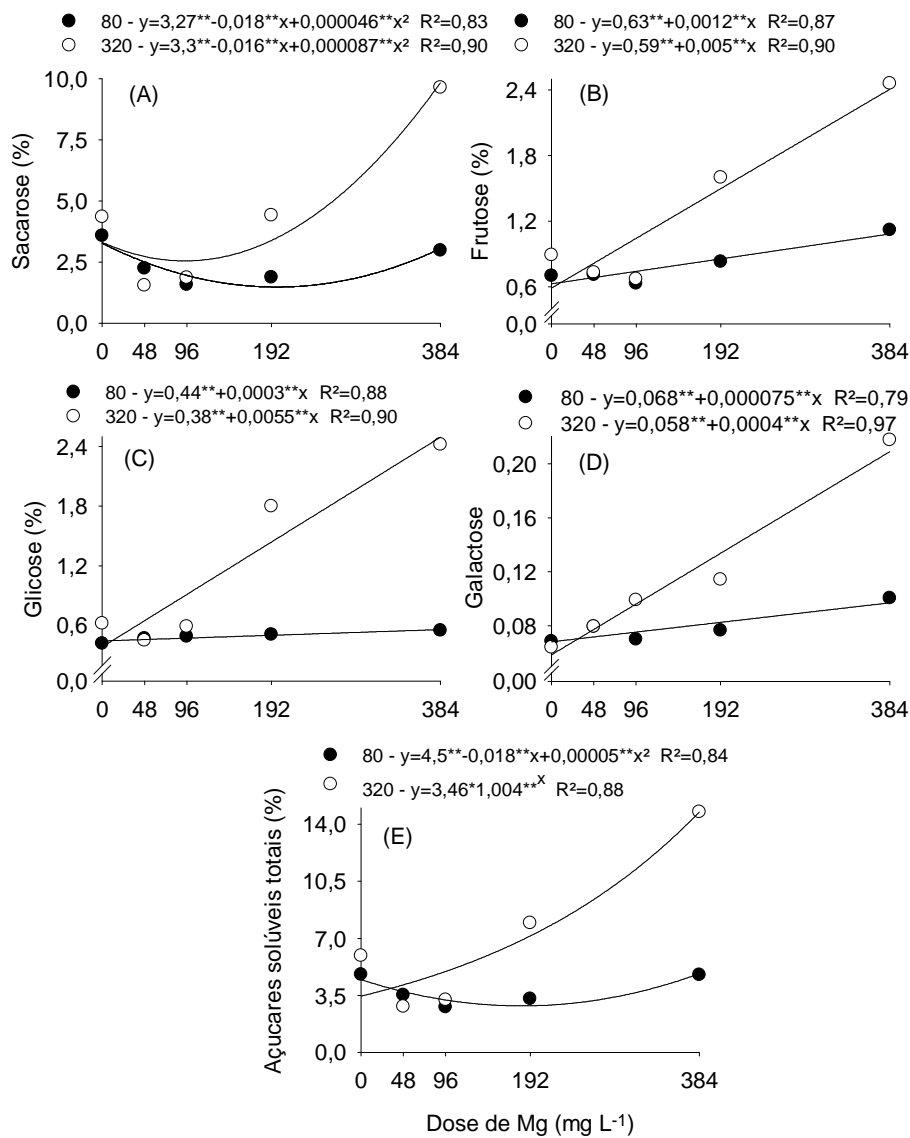 80 - y=3,27**-0,018**x+0,000046**x² R²=0,83
320 - y=3,3**-0,016**x+0,000087**x² R²=0,90
80 - y=0,63**+0,0012**x R²=0,87
320 - y=0,59**+0,005**x R²=0,90
(A)
Sacarose (%)
10,0
7,5
5,0
2,5
0,0
0 48 96 192 384
(B)
Frutose (%)
2,4
1,8
1,2
0,6
0,0
0 48 96 192 384
80 - y=0,44**+0,0003**x R²=0,88
320 - y=0,38**+0,0055**x R²=0,90
80 - y=0,068**+0,000075**x R²=0,79
320 - y=0,058**+0,0004**x R²=0,97
(C)
Glicose (%)
2,4
1,8
1,2
0,6
0,0
0 48 96 192 384
(D)
Galactose
0,20
0,16
0,12
0,08
0,00
0 48 96 192 384
80 - y=4,5**-0,018**x+0,00005**x² R²=0,84
320 - y=3,46*1,004**ˣ R²=0,88
(E)
Açucares solúveis totais (%)
14,0
10,5
7,0
3,5
0,0
0 48 96 192 384
Dose de Mg (mg L⁻¹)